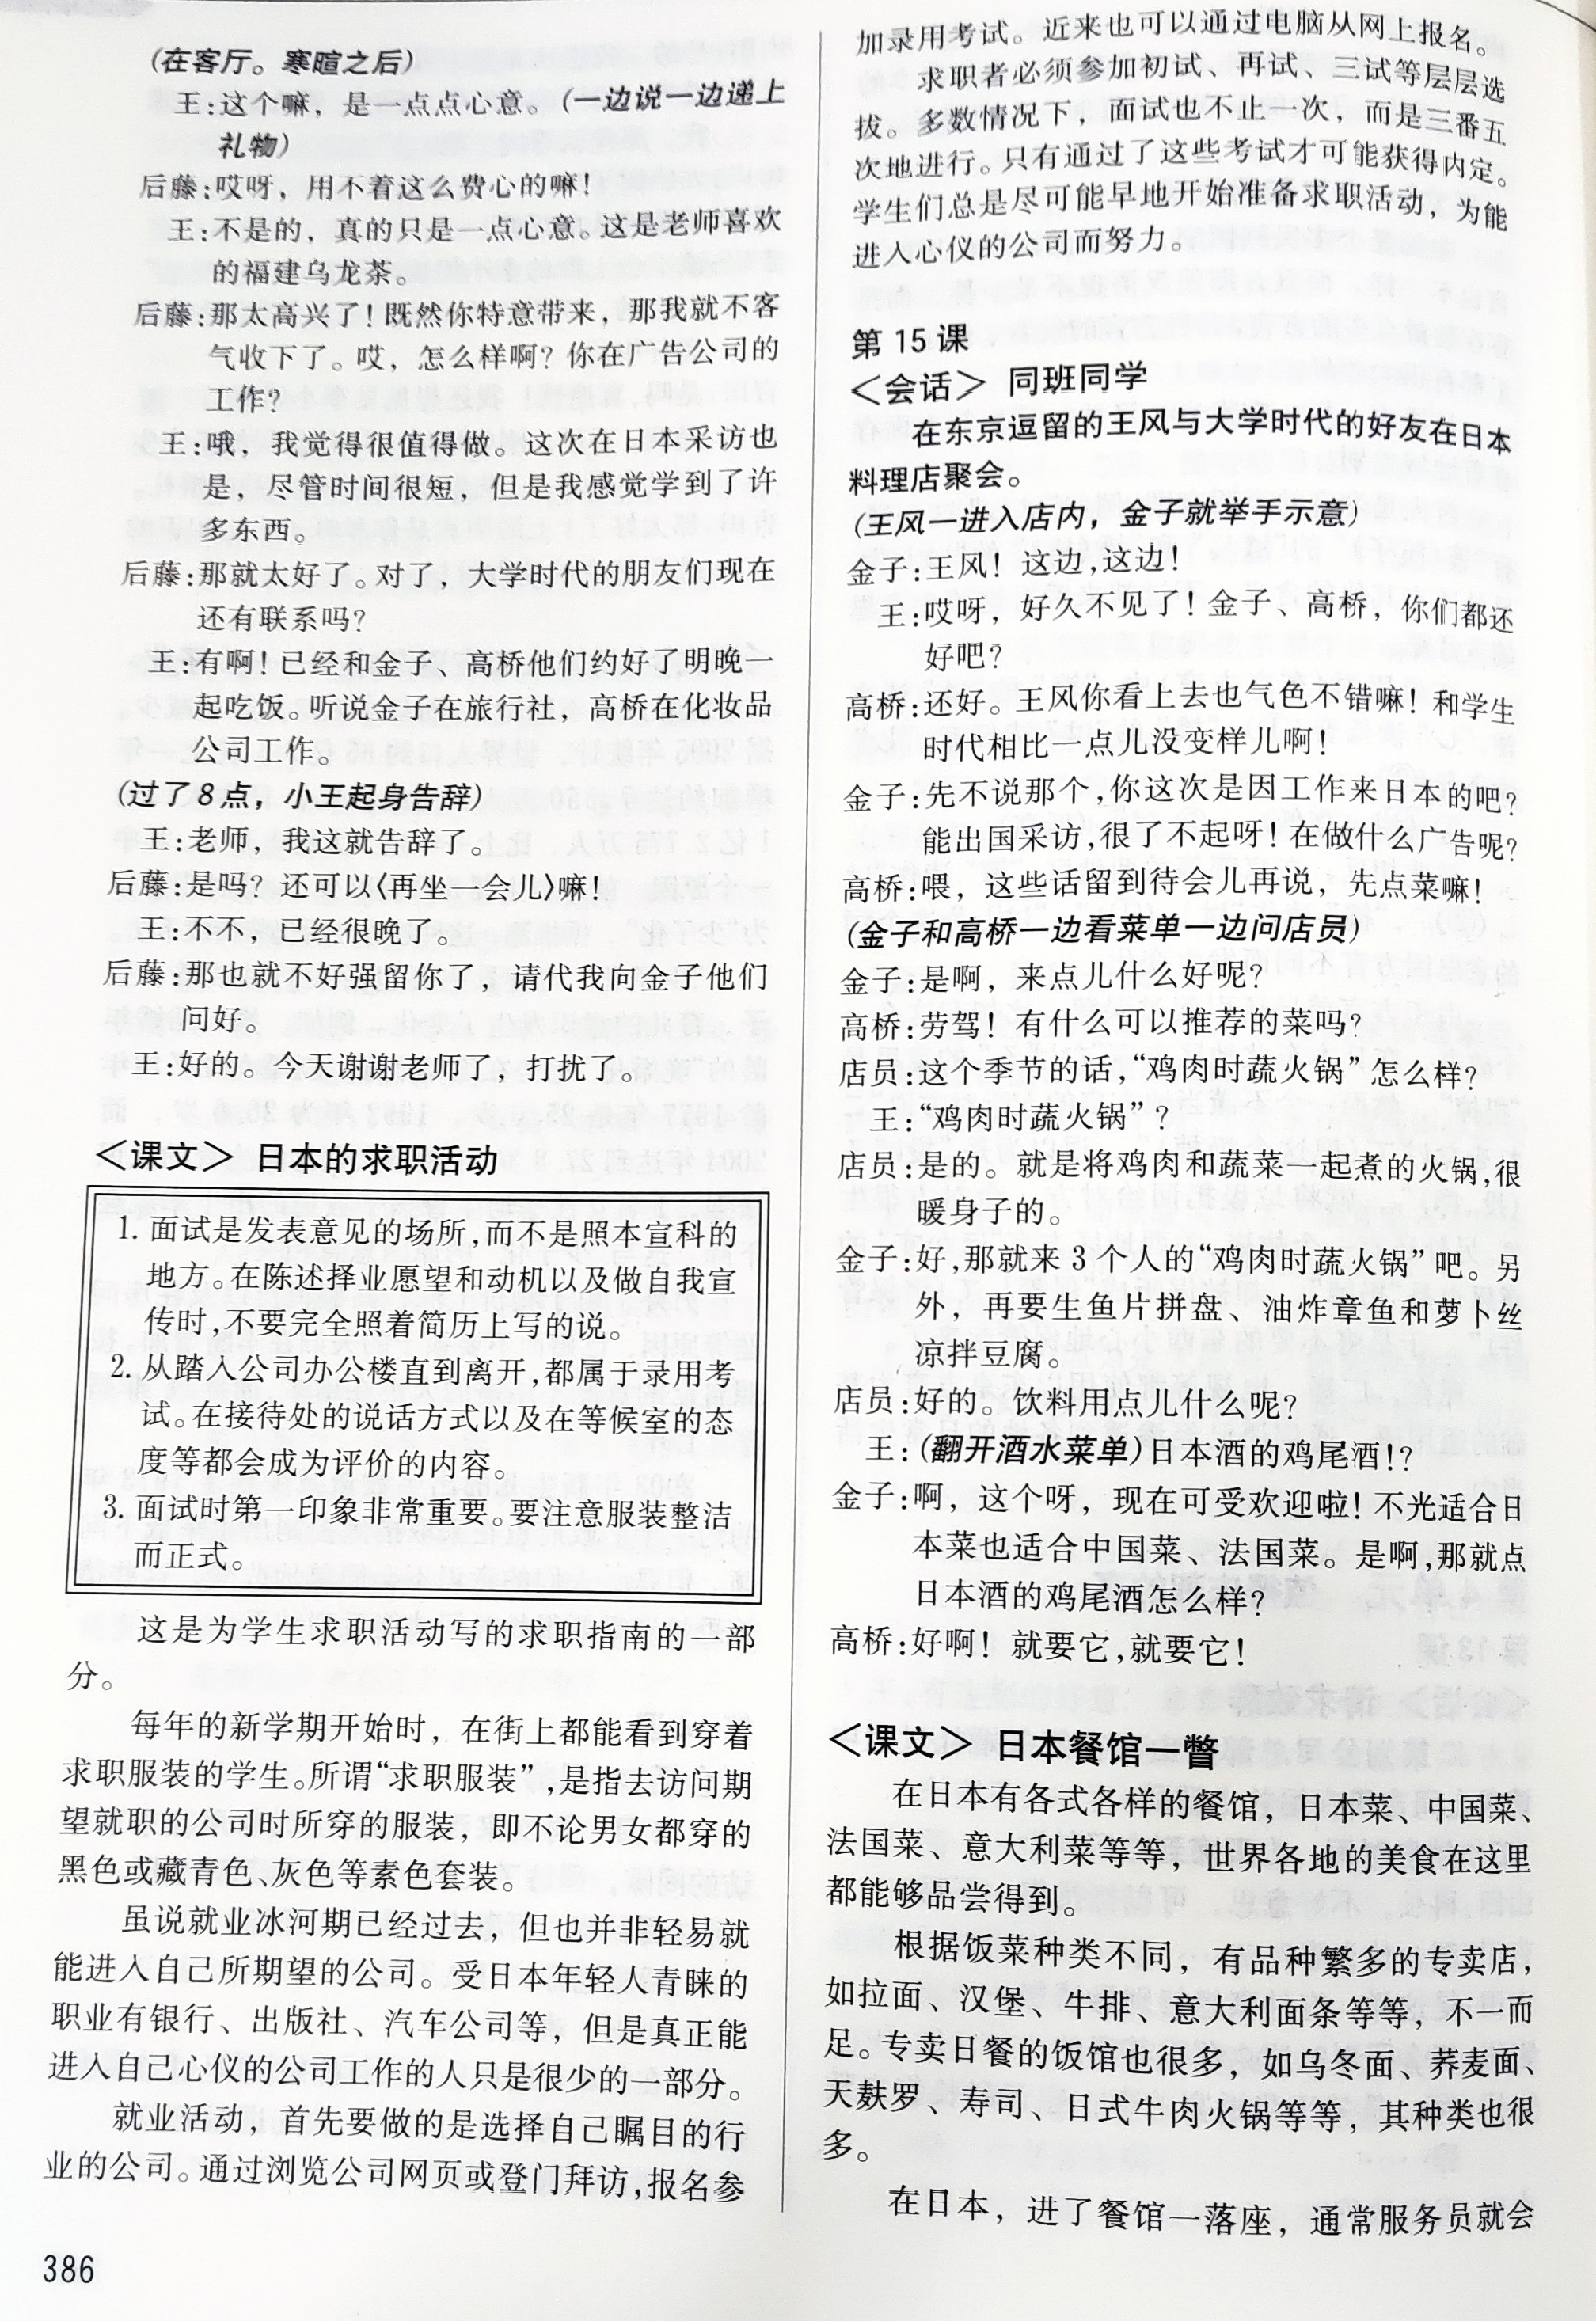 (在客厅。寒暄之后)
王:这个嘛，是一点点心意。(一边说一边递上
礼物)
后藤:哎呀，用不着这么费心的嘛!
王:不是的，真的只是一点心意。这是老师喜欢
的福建乌龙茶。
后藤:那太高兴了!既然你特意带来，那我就不客
气收下了。哎，怎么样啊?你在广告公司的
工作?
王:哦，我觉得很值得做。这次在日本采访也
是，尽管时间很短，但是我感觉学到了许
多东西。
后藤:那就太好了。对了，大学时代的朋友们现在
还有联系吗?
王:有啊!已经和金子、高桥他们约好了明晚一
起吃饭。听说金子在旅行社，高桥在化妆品
公司工作。
(过了8点，小王起身告辞)
王:老师，我这就告辞了。
后藤:是吗?还可以〈再坐一会儿〉嘛!
王:不不，已经很晚了。
后藤:那也就不好强留你了，请代我向金子他们
问好。
王:好的。今天谢谢老师了，打扰了。
＜课文＞ 日本的求职活动
1. 面试是发表意见的场所,而不是照本宣科的
地方。在陈述择业愿望和动机以及做自我宣
传时,不要完全照着简历上写的说。
2. 从踏入公司办公楼直到离开,都属于录用考
试。在接待处的说话方式以及在等候室的态
度等都会成为评价的内容。
3. 面试时第一印象非常重要。要注意服装整洁
而正式。
这是为学生求职活动写的求职指南的一部
分。
每年的新学期开始时，在街上都能看到穿着
求职服装的学生。所谓“求职服装”,是指去访问期
望就职的公司时所穿的服装，即不论男女都穿的
黑色或藏青色、灰色等素色套装。
虽说就业冰河期已经过去，但也并非轻易就
能进入自己所期望的公司。受日本年轻人青睐的
职业有银行、出版社、汽车公司等，但是真正能
进入自己心仪的公司工作的人只是很少的一部分。
就业活动，首先要做的是选择自己瞩目的行
业的公司。通过浏览公司网页或登门拜访,报名参
386
加录用考试。近来也可以通过电脑从网上报名。
求职者必须参加初试、再试、三试等层层选
拔。多数情况下，面试也不止一次，而是三番五
次地进行。只有通过了这些考试才可能获得内定。
学生们总是尽可能早地开始准备求职活动，为能
进入心仪的公司而努力。
第15课
＜会话＞ 同班同学
在东京逗留的王风与大学时代的好友在日本
料理店聚会。
(王风一进入店内，金子就举手示意)
金子:王风!这边,这边!
王:哎呀，好久不见了!金子、高桥，你们都还
好吧?
高桥:还好。王风你看上去也气色不错嘛!和学生
时代相比一点儿没变样儿啊!
金子:先不说那个,你这次是因工作来日本的吧?
能出国采访,很了不起呀!在做什么广告呢?
高桥:喂，这些话留到待会儿再说，先点菜嘛!
(金子和高桥一边看菜单一边问店员)
金子:是啊，来点儿什么好呢?
高桥:劳驾!有什么可以推荐的菜吗?
店员:这个季节的话,“鸡肉时蔬火锅”怎么样?
王:“鸡肉时蔬火锅”?
店员:是的。就是将鸡肉和蔬菜一起煮的火锅,很
暖身子的。
金子:好,那就来3个人的“鸡肉时蔬火锅”吧。另
外，再要生鱼片拼盘、油炸章鱼和萝卜丝
凉拌豆腐。
店员:好的。饮料用点儿什么呢?
王:(翻开酒水菜单)日本酒的鸡尾酒!?
金子:啊，这个呀，现在可受欢迎啦!不光适合日
本菜也适合中国菜、法国菜。是啊,那就点
日本酒的鸡尾酒怎么样?
高桥:好啊!就要它,就要它!
＜课文＞ 日本餐馆一瞥
在日本有各式各样的餐馆，日本菜、中国菜、
法国菜、意大利菜等等，世界各地的美食在这里
都能够品尝得到。
根据饭菜种类不同，有品种繁多的专卖店，
如拉面、汉堡、牛排、意大利面条等等，不一而
足。专卖日餐的饭馆也很多，如乌冬面、荞麦面、
天麸罗、寿司、日式牛肉火锅等等，其种类也很
多。
在日本，进了餐馆一落座，通常服务员就会